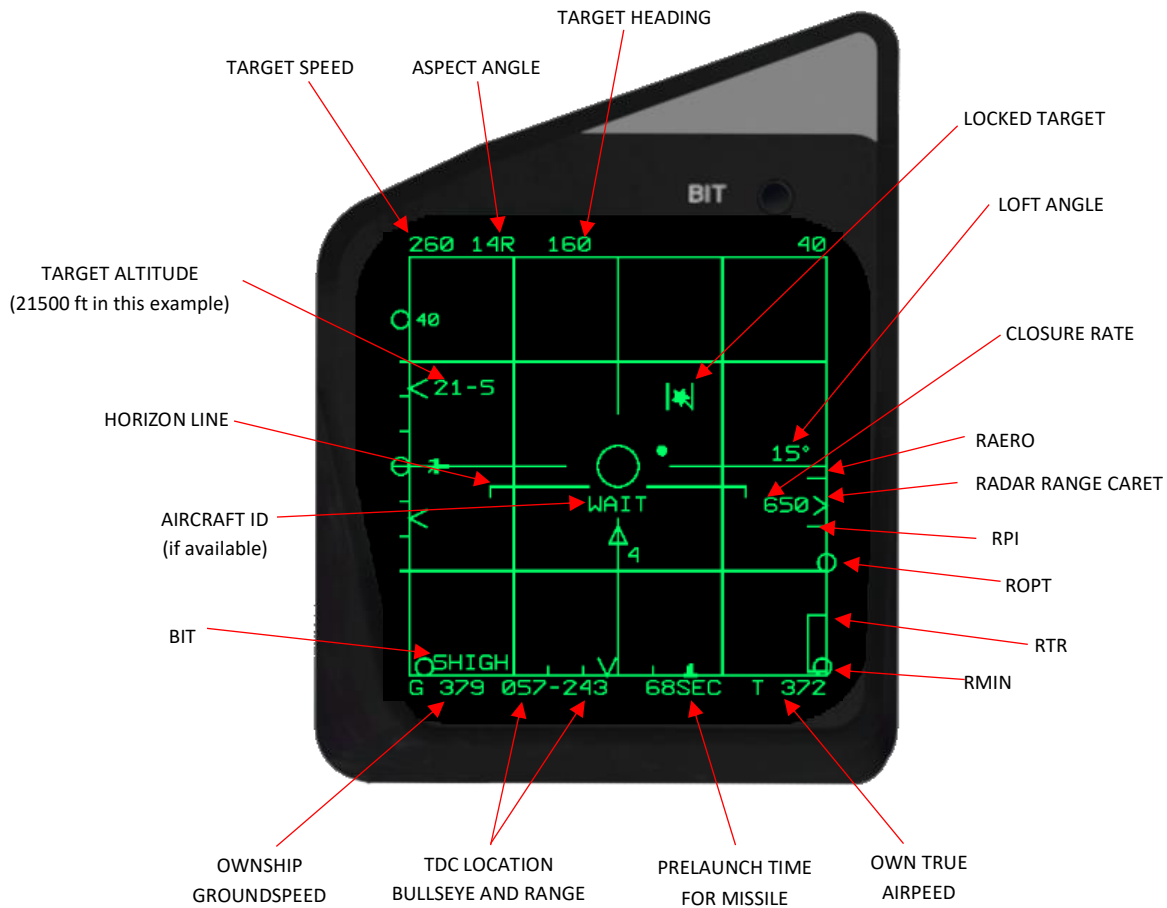 TARGET HEADING
TARGET SPEED
ASPECT ANGLE
LOCKED TARGET
BIT
LOFT ANGLE
260 14R 160 40
TARGET ALTITUDE
(21500 ft in this example)
40
CLOSURE RATE
21-5
HORIZON LINE
15°
RAERO
RADAR RANGE CARET
650
WAIT
AIRCRAFT ID
(if available)
RPI
4
ROPT
BIT
RTR
5HIGH
RMIN
G 379 057-243 68SEC T 372
OWNSHIP
GROUNDSPEED
TDC LOCATION
BULLSEYE AND RANGE
PRELAUNCH TIME
FOR MISSILE
OWN TRUE
AIRPEED